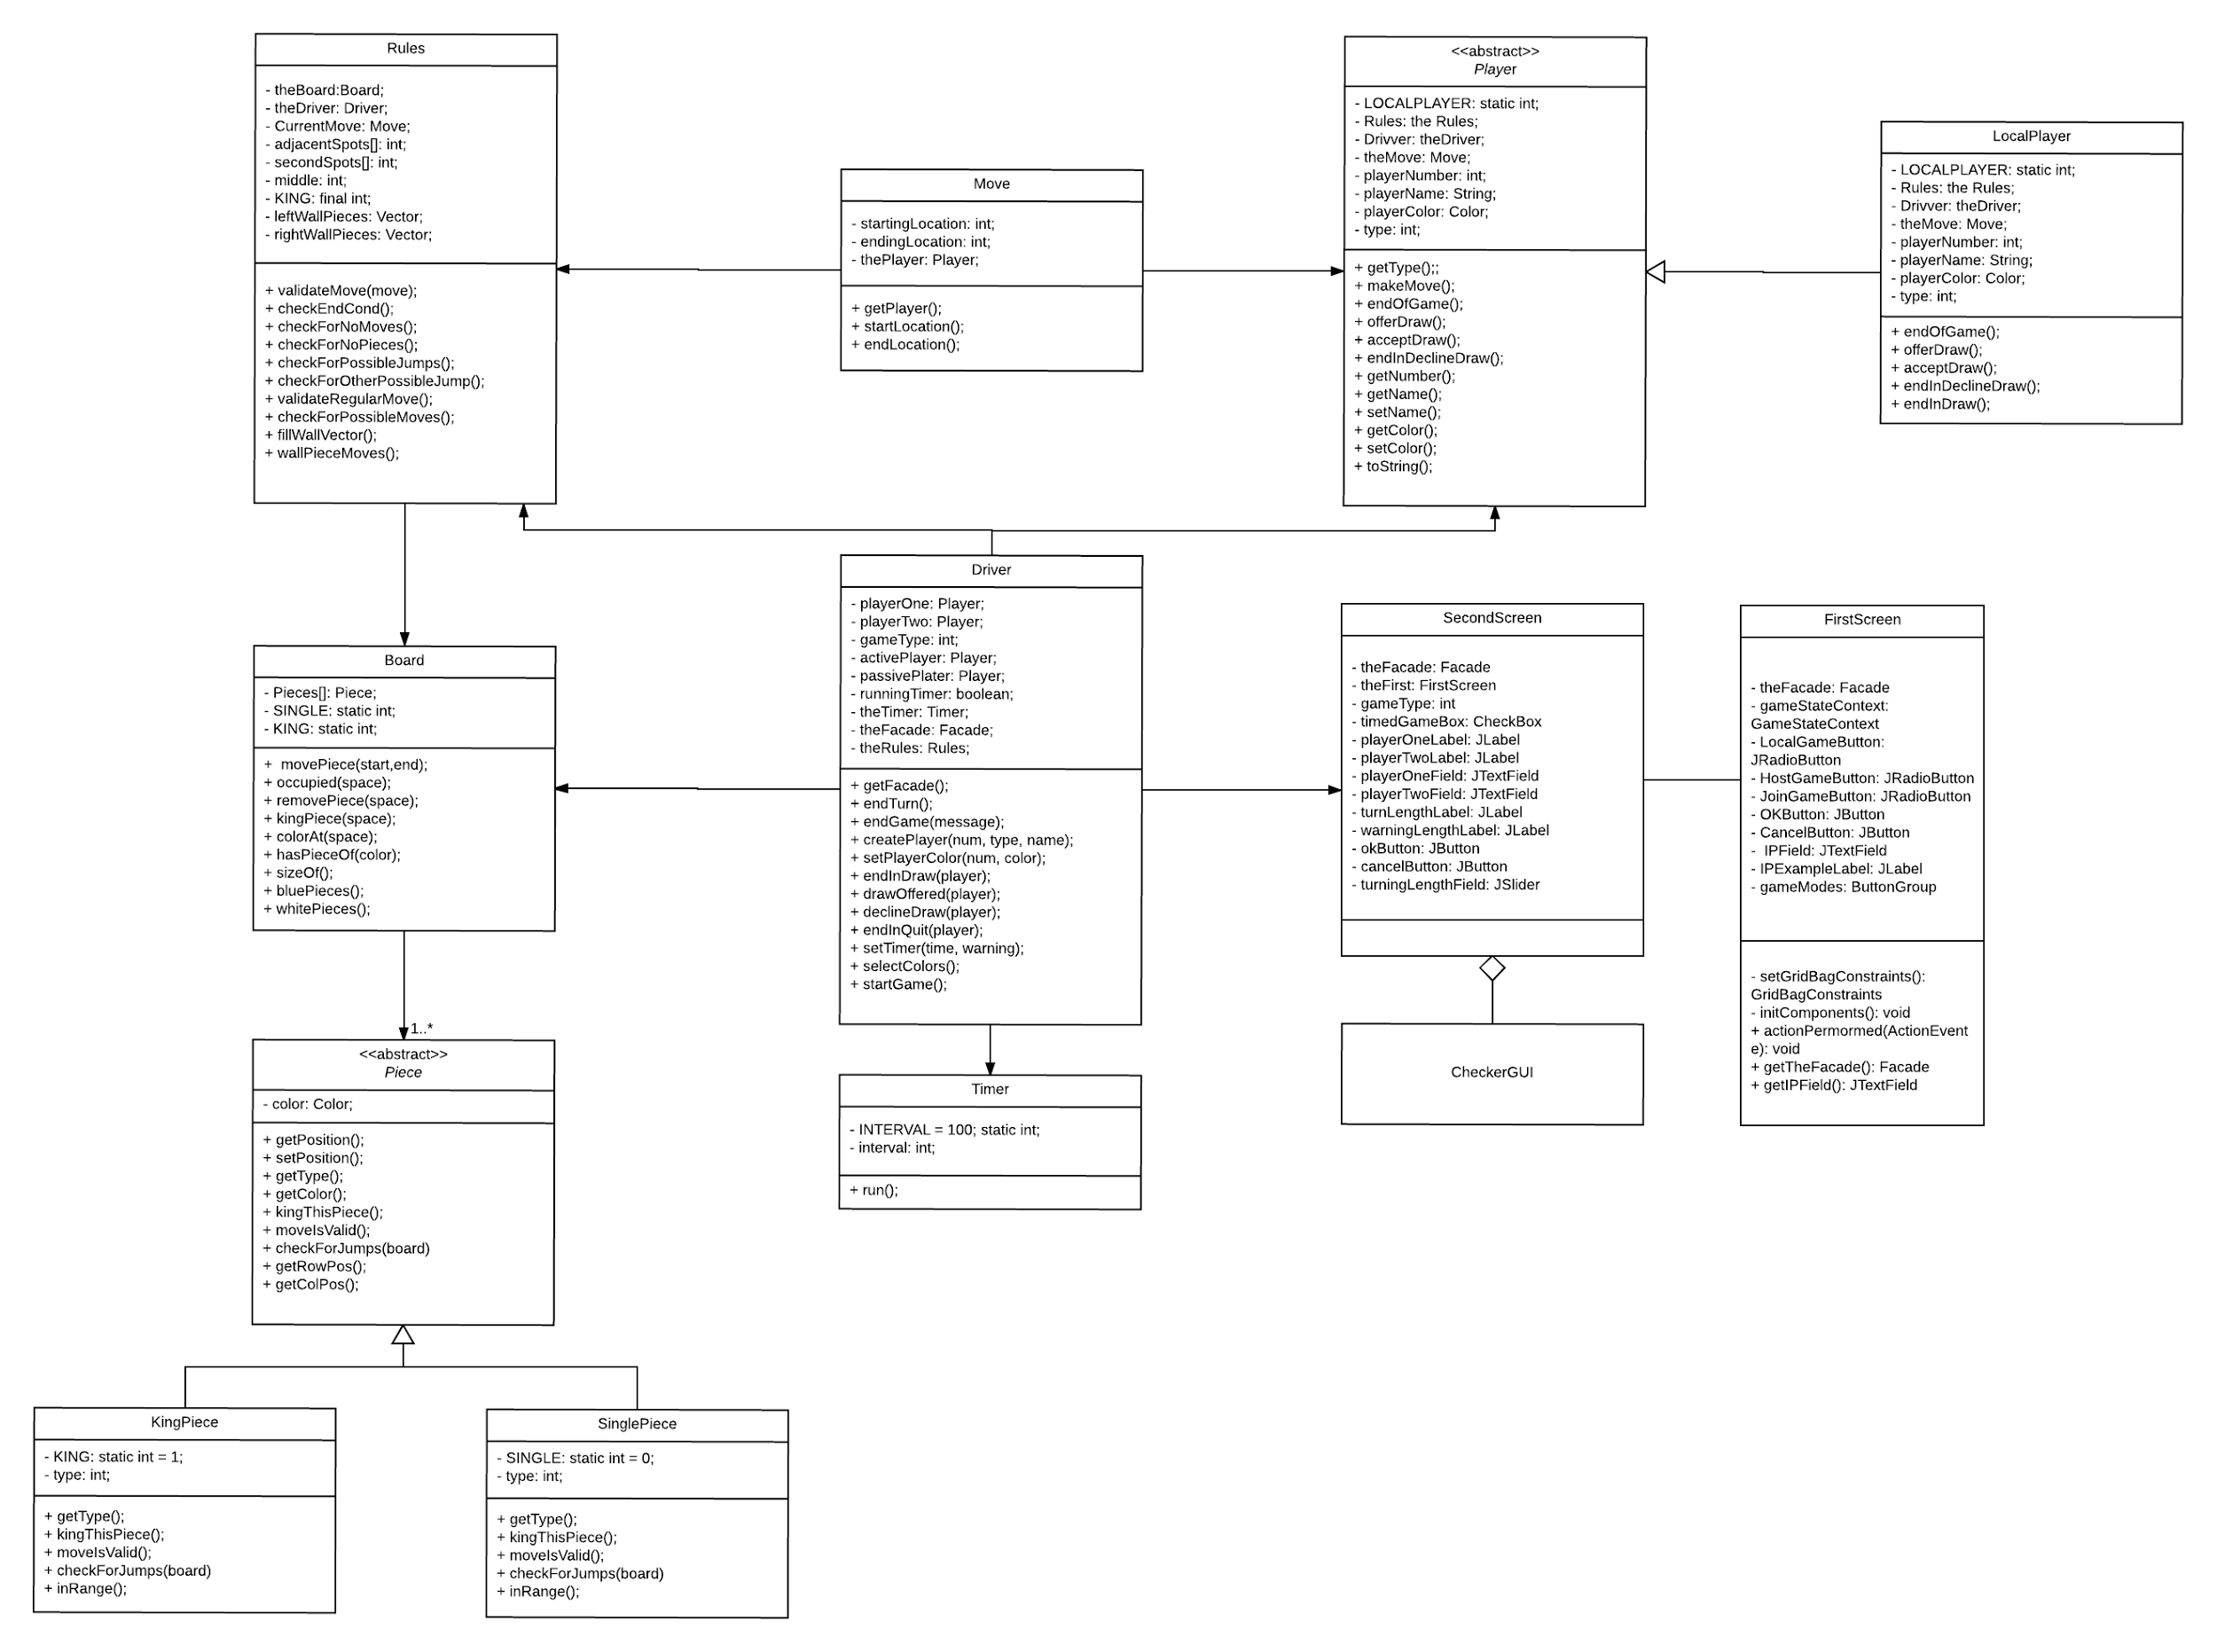 Rules
- theBoard:Board;
- theDriver: Driver;
- CurrentMove: Move;
- adjacentSpots[]: int;
- secondSpots[]: int;
- middle: int;
- KING: final int;
- leftWallPieces: Vector;
- rightWallPieces: Vector;
+ validateMove(move);
+ checkEndCond();
+ checkForNoMoves();
+ checkForNoPieces();
+ checkForPossibleJumps();
+ checkForOtherPossibleJump();
+ validateRegularMove();
+ checkForPossibleMoves();
+ fillWallVector();
+ wallPieceMoves();
Move
- startingLocation: int;
- endingLocation: int;
- thePlayer: Player;
+ getPlayer();
+ startLocation();
+ endLocation();
<<abstract>>
Player
- LOCALPLAYER: static int;
- Rules: the Rules;
- Drivver: theDriver;
- theMove: Move;
- playerNumber: int;
- playerName: String;
- playerColor: Color;
- type: int;
+ getType();;
+ makeMove();
+ endOfGame();
+ offerDraw();
+ acceptDraw();
+ endInDeclineDraw();
+ getNumber();
+ getName();
+ setName();
+ getColor();
+ setColor();
+ toString();
LocalPlayer
- LOCALPLAYER: static int;
- Rules: the Rules;
- Drivver: theDriver;
- theMove: Move;
- playerNumber: int;
- playerName: String;
- playerColor: Color;
- type: int;
+ endOfGame();
+ offerDraw();
+ acceptDraw();
+ endInDeclineDraw();
+ endInDraw();
Board
- Pieces[]: Piece;
- SINGLE: static int;
- KING: static int;
+  movePiece(start,end);
+ occupied(space);
+ removePiece(space);
+ kingPiece(space);
+ colorAt(space);
+ hasPieceOf(color);
+ sizeOf();
+ bluePieces();
+ whitePieces();
Driver
- playerOne: Player;
- playerTwo: Player;
- gameType: int;
- activePlayer: Player;
- passivePlater: Player;
- runningTimer: boolean;
- theTimer: Timer;
- theFacade: Facade;
- theRules: Rules;
+ getFacade();
+ endTurn();
+ endGame(message);
+ createPlayer(num, type, name);
+ setPlayerColor(num, color);
+ endInDraw(player);
+ drawOffered(player);
+ declineDraw(player);
+ endInQuit(player);
+ setTimer(time, warning);
+ selectColors();
+ startGame();
SecondScreen
- theFacade: Facade
- theFirst: FirstScreen
- gameType: int
- timedGameBox: CheckBox
- playerOneLabel: JLabel
- playerTwoLabel: JLabel
- playerOneField: JTextField
- playerTwoField: JTextField
- turnLengthLabel: JLabel
- warningLengthLabel: JLabel
- okButton: JButton
- cancelButton: JButton
- turningLengthField: JSlider
FirstScreen
- theFacade: Facade
- gameStateContext:
GameStateContext
- LocalGameButton:
JRadioButton
- HostGameButton: JRadioButton
- JoinGameButton: JRadioButton
- OKButton: JButton
- CancelButton: JButton
-  IPField: JTextField
- IPExampleLabel: JLabel
- gameModes: ButtonGroup
- setGridBagConstraints():
GridBagConstraints
- initComponents(): void
+ actionPermormed(ActionEvent
e): void
+ getTheFacade(): Facade
+ getIPField(): JTextField
CheckerGUI
1..*
<<abstract>>
Piece
- color: Color;
+ getPosition();
+ setPosition();
+ getType();
+ getColor();
+ kingThisPiece();
+ moveIsValid();
+ checkForJumps(board)
+ getRowPos();
+ getColPos();
Timer
- INTERVAL = 100; static int;
- interval: int;
+ run();
KingPiece
- KING: static int = 1;
- type: int;
+ getType();
+ kingThisPiece();
+ moveIsValid();
+ checkForJumps(board)
+ inRange();
SinglePiece
- SINGLE: static int = 0;
- type: int;
+ getType();
+ kingThisPiece();
+ moveIsValid();
+ checkForJumps(board)
+ inRange();